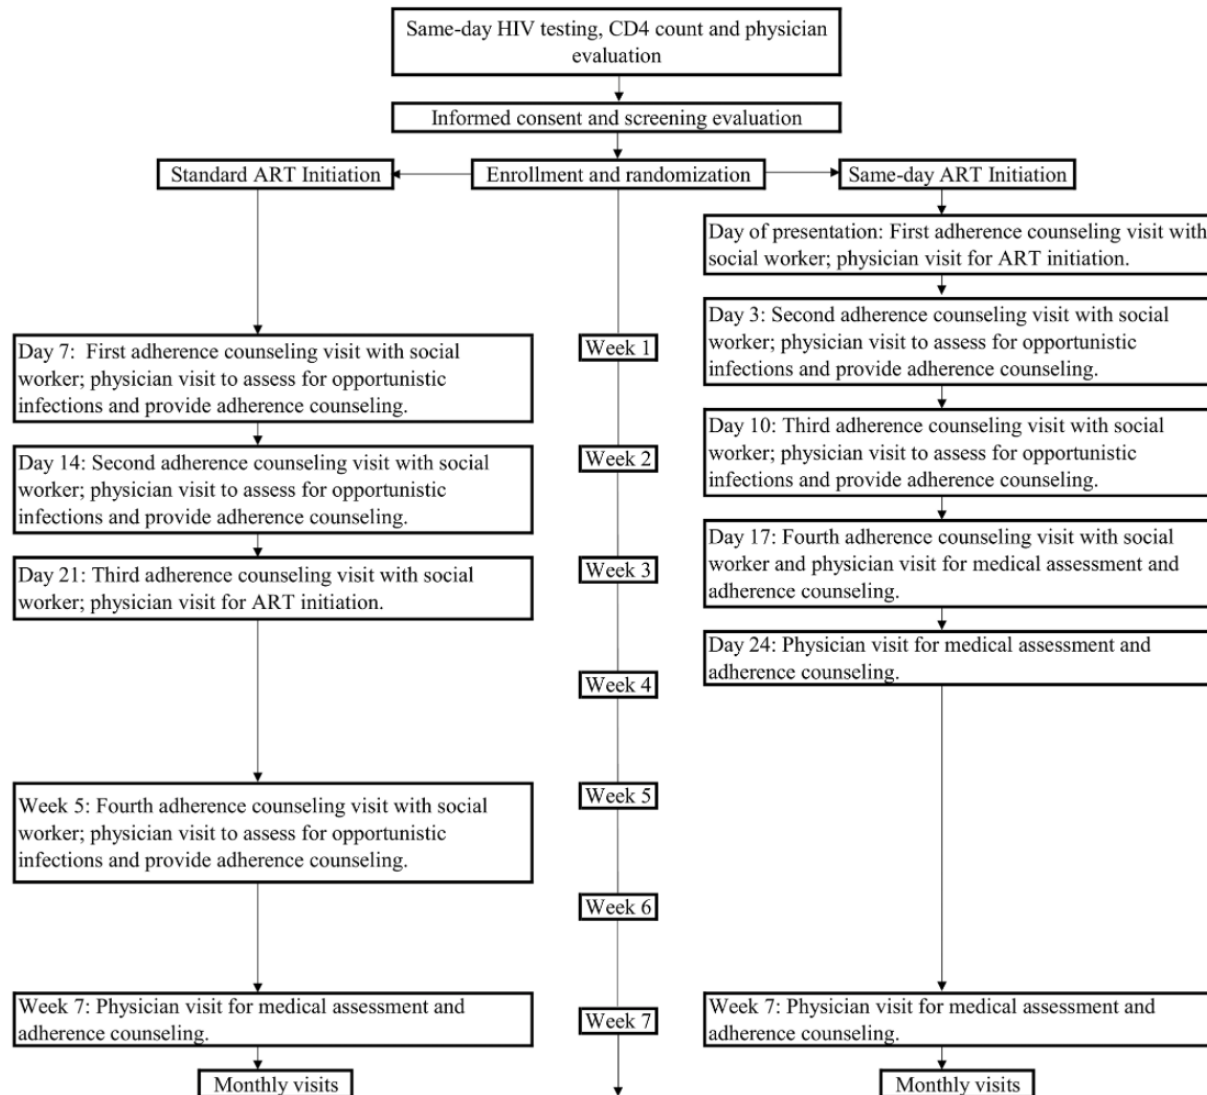 Same-day HIV testing, CD4 count and physician
evaluation
Informed consent and screening evaluation
Standard ART Initiation
Enrollment and randomization
Same-day ART Initiation
Day of presentation: First adherence counseling visit with
social worker; physician visit for ART initiation.
Day 3: Second adherence counseling visit with social
worker; physician visit to assess for opportunistic
infections and provide adherence counseling.
Week 1
Day 7:  First adherence counseling visit with social
worker; physician visit to assess for opportunistic
infections and provide adherence counseling.
Day 10: Third adherence counseling visit with social
worker; physician visit to assess for opportunistic
infections and provide adherence counseling.
Week 2
Day 14: Second adherence counseling visit with social
worker; physician visit to assess for opportunistic
infections and provide adherence counseling.
Day 17: Fourth adherence counseling visit with social
worker and physician visit for medical assessment and
adherence counseling.
Week 3
Day 21: Third adherence counseling visit with social
worker; physician visit for ART initiation.
Day 24: Physician visit for medical assessment and
adherence counseling.
Week 4
Week 5
Week 5: Fourth adherence counseling visit with social
worker; physician visit to assess for opportunistic
infections and provide adherence counseling.
Week 6
Week 7: Physician visit for medical assessment and
adherence counseling.
Week 7
Week 7: Physician visit for medical assessment and
adherence counseling.
Monthly visits
Monthly visits